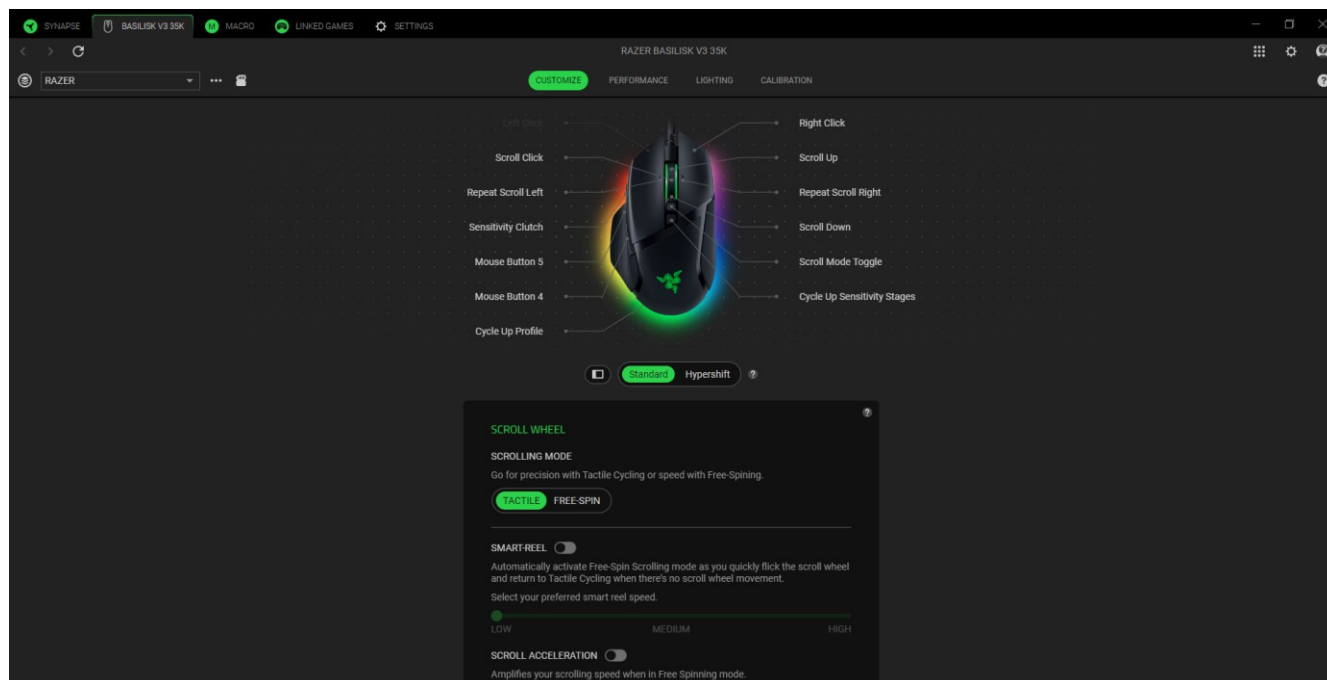 SYNAPSE
BASILISK V3 35K
MACRO
LINKED GAMES
SETTINGS
RAZER BASILISK V3 35K
RAZER
CUSTOMIZE
PERFORMANCE
LIGHTING
CALIBRATION
Left Click
Right Click
Scroll Click
Scroll Up
Repeat Scroll Left
Repeat Scroll Right
Sensitivity Clutch
Scroll Down
Mouse Button 5
Scroll Mode Toggle
Mouse Button 4
Cycle Up Sensitivity Stages
Cycle Up Profile
Standard
Hypershift
SCROLL WHEEL
SCROLLING MODE
Go for precision with Tactile Cycling or speed with Free-Spining.
TACTILE
FREE-SPIN
SMART-REEL
Automatically activate Free-Spin Scrolling mode as you quickly flick the scroll wheel
and return to Tactile Cycling when there's no scroll wheel movement.
Select your preferred smart reel speed.
LOW
MEDIUM
HIGH
SCROLL ACCELERATION
Amplifies your scrolling speed when in Free Spinning mode.